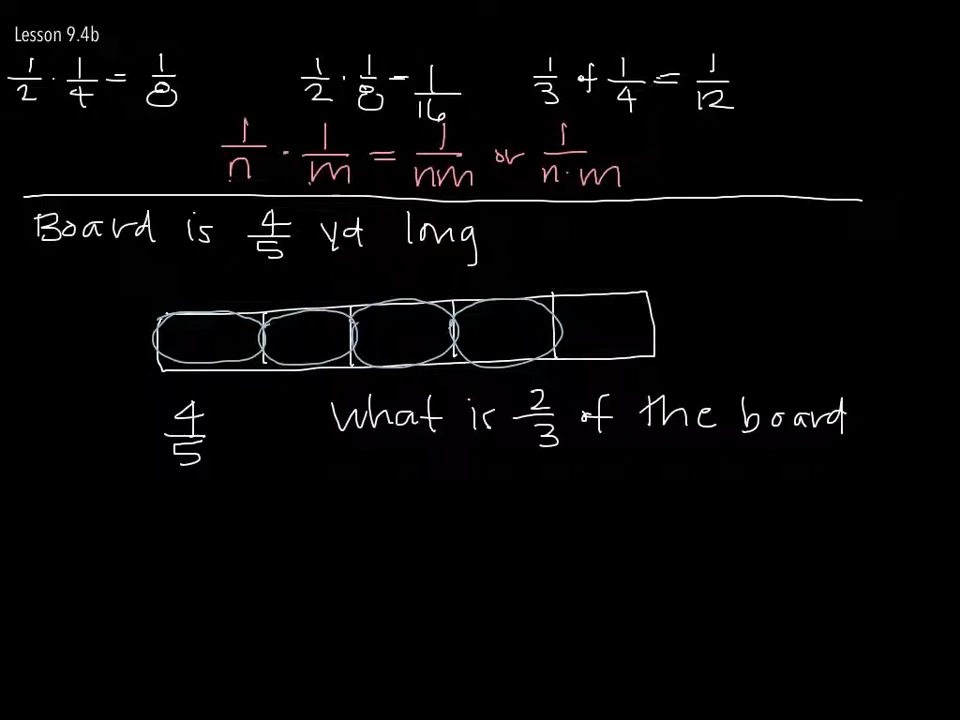 Lesson 9.4b
1/2 · 1/4 = 1/8 1/2 · 1/8 = 1/16 1/3 of 1/4 = 1/12
1/n · 1/m = 1/nm or 1/n·m
Board is 4/5 yd long
4/5 What is 2/3 of the board